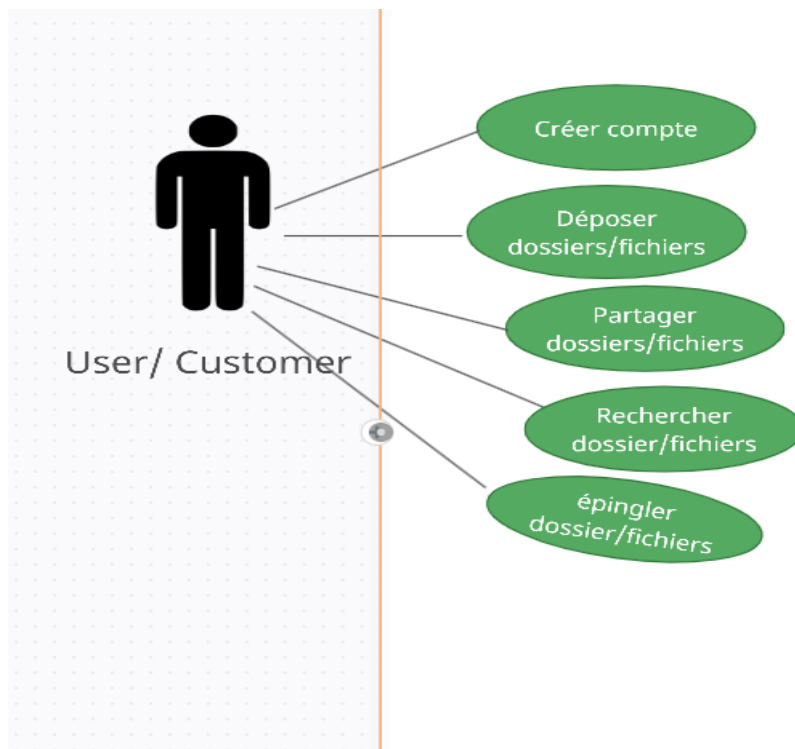 Créer compte
Déposer
dossiers/fichiers
Partager
dossiers/fichiers
User/ Customer
Rechercher
dossier/fichiers
épingler
dossier/fichiers